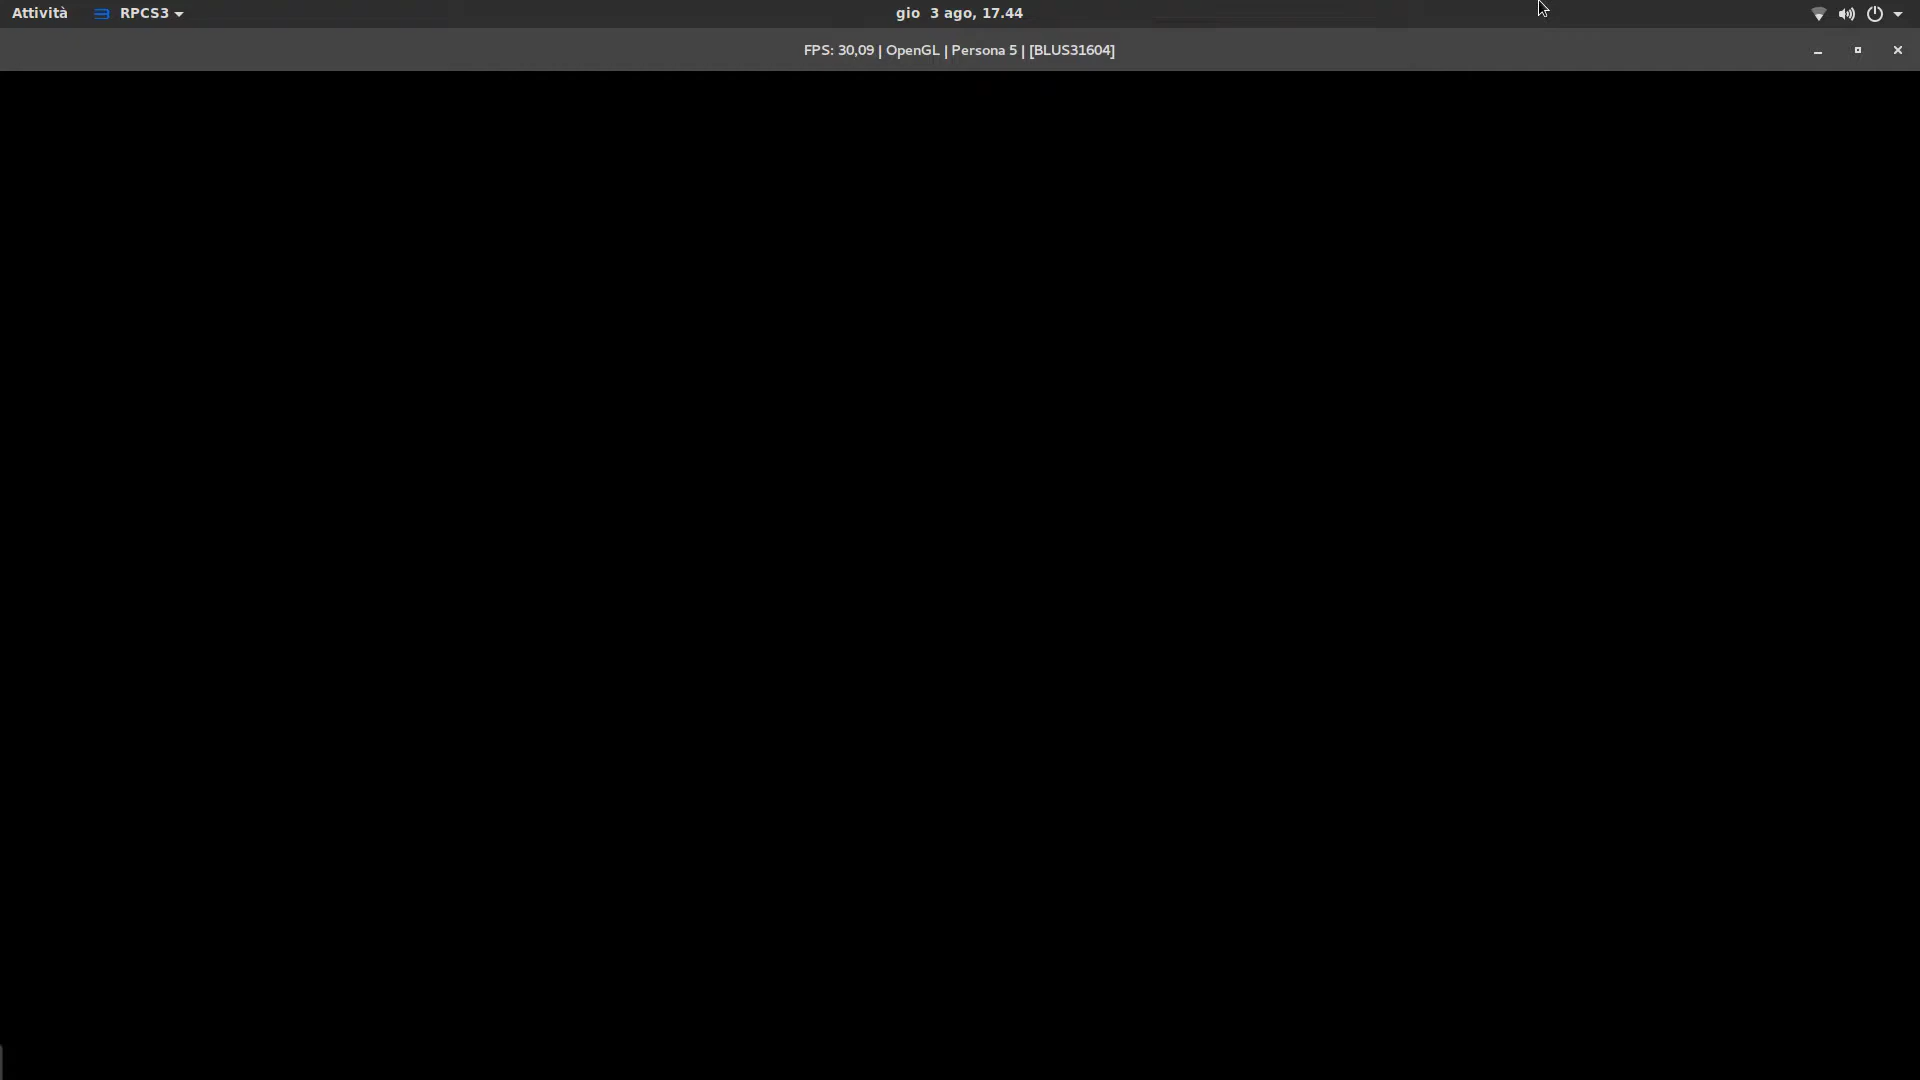 Attività RPCS3 gio 3 ago, 17.44
FPS: 30,09 | OpenGL | Persona 5 | [BLUS31604]